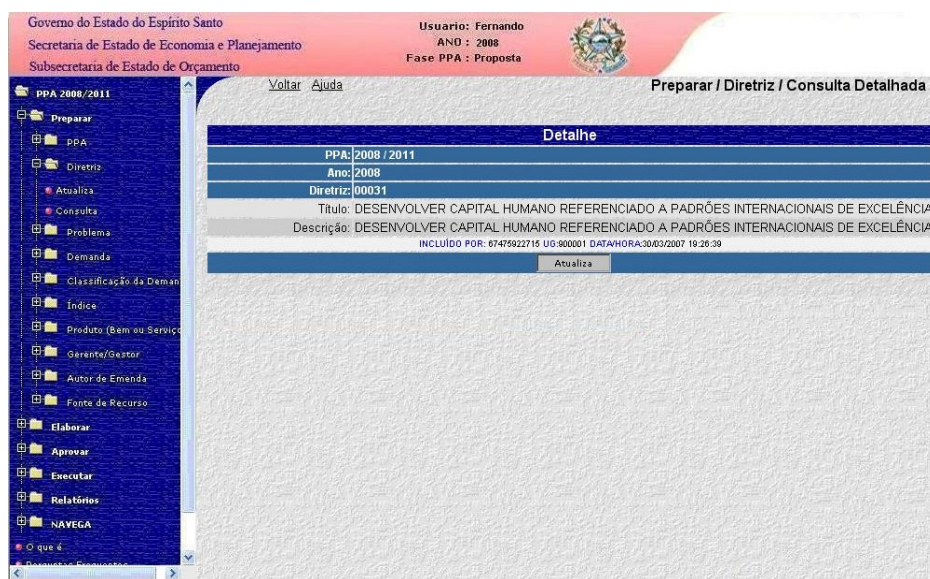 Governo do Estado do Espírito Santo
Secretaria de Estado de Economia e Planejamento
Subsecretaria de Estado de Orçamento
Usuario: Fernando
ANO : 2008
Fase PPA : Proposta
PPA 2008/2011
Preparar
PPA
Diretriz
Atualiza
Consulta
Problema
Demanda
Classificação da Deman
Índice
Produto (Bem ou Serviço
Gerente/Gestor
Autor de Emenda
Fonte de Recurso
Elaborar
Aprovar
Executar
Relatórios
NAVEGA
O que é
Perguntas Frequentes
Voltar Ajuda
Preparar / Diretriz / Consulta Detalhada
Detalhe
PPA: 2008 / 2011
Ano: 2008
Diretriz: 00031
Título: DESENVOLVER CAPITAL HUMANO REFERENCIADO A PADRÕES INTERNACIONAIS DE EXCELÊNCIA
Descrição: DESENVOLVER CAPITAL HUMANO REFERENCIADO A PADRÕES INTERNACIONAIS DE EXCELÊNCIA
INCLUÍDO POR: 67475922715 UG:900001 DATA/HORA:30/03/2007 19:26:39
Atualiza